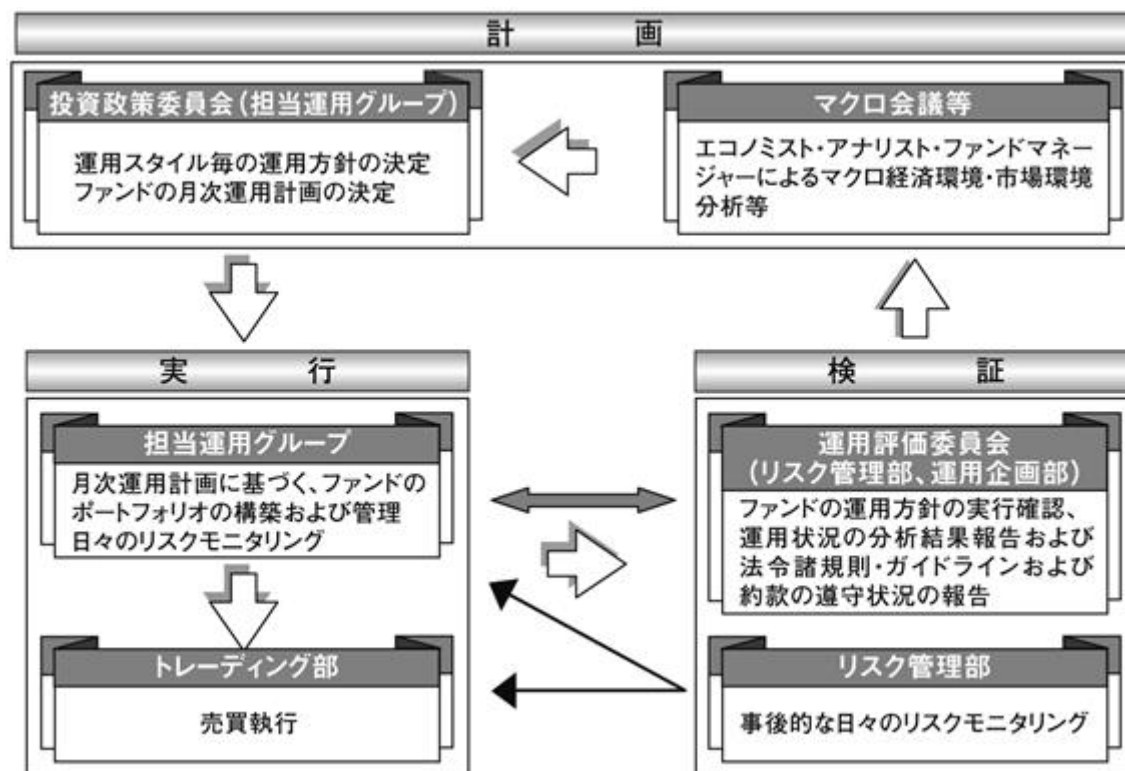 計画
投資政策委員会(担当運用グループ)
運用スタイル毎の運用方針の決定
ファンドの月次運用計画の決定
マクロ会議等
エコノミスト・アナリスト・ファンドマネー
ジャーによるマクロ経済環境・市場環境
分析等
実行
担当運用グループ
月次運用計画に基づく、ファンドの
ポートフォリオの構築および管理
日々のリスクモニタリング
トレーディング部
売買執行
検証
運用評価委員会
(リスク管理部、運用企画部)
ファンドの運用方針の実行確認、
運用状況の分析結果報告および
法令諸規則・ガイドラインおよび
約款の遵守状況の報告
リスク管理部
事後的な日々のリスクモニタリング